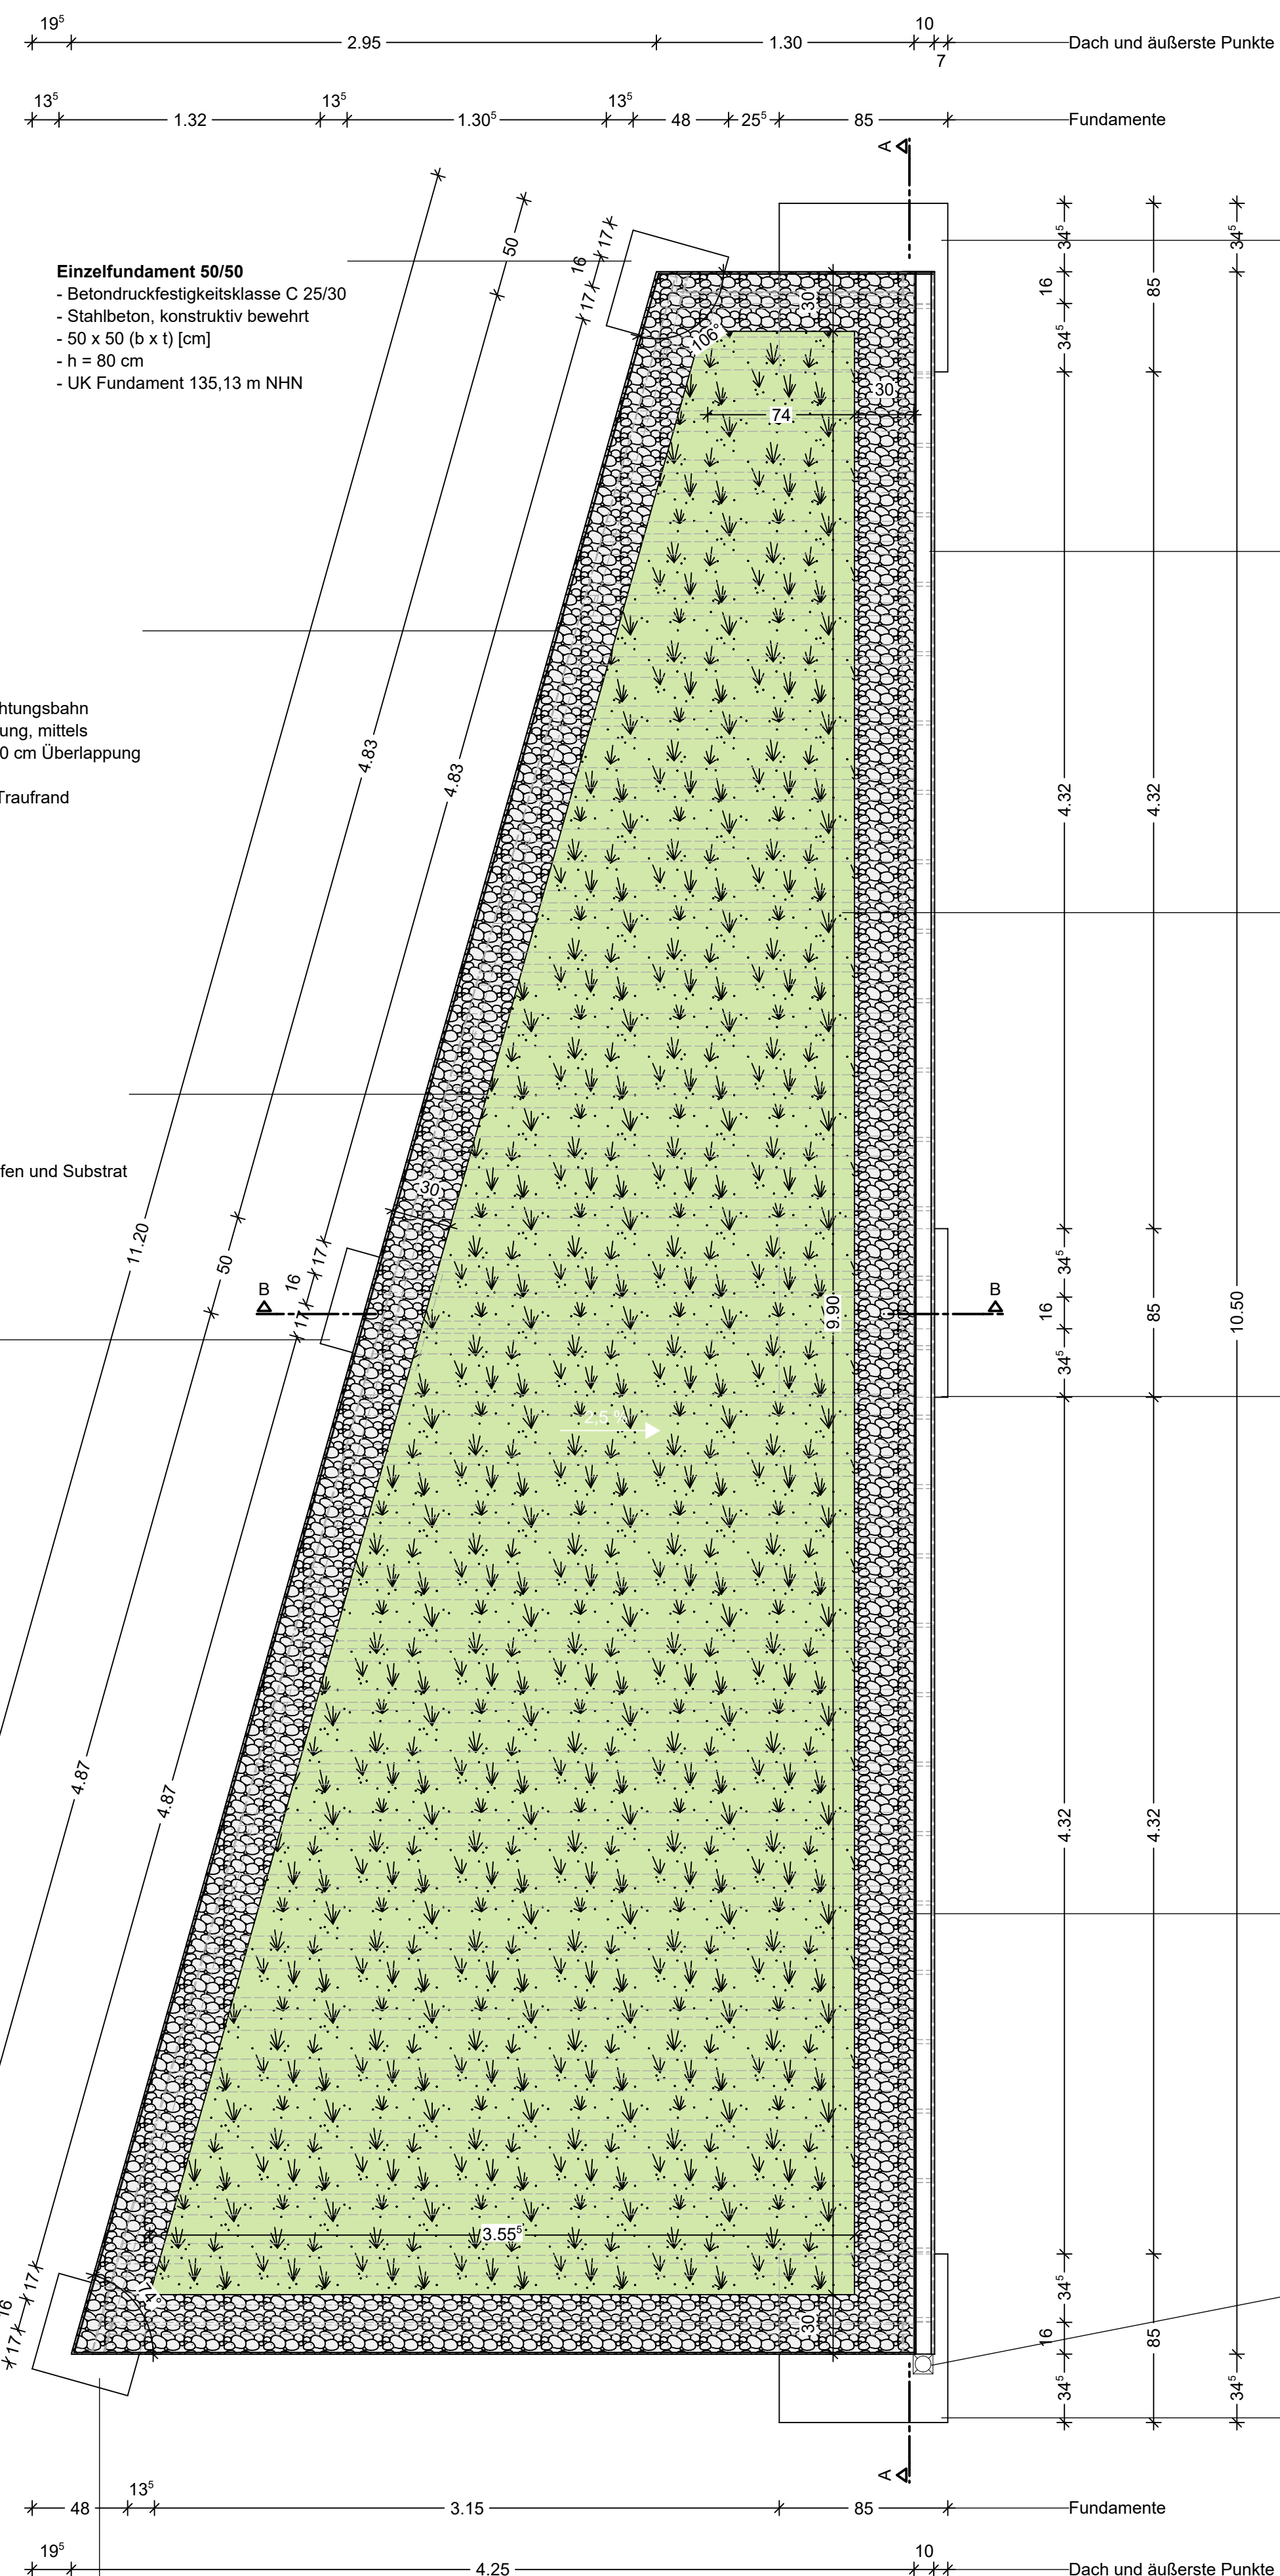 19⁵ 2.95 1.30 10 7 Dach und äußerste Punkte
13⁵ 1.32 13⁵ 1.30⁵ 13⁵ 48 25⁵ 85 Fundamente
A
Einzelfundament 50/50
- Betondruckfestigkeitsklasse C 25/30
- Stahlbeton, konstruktiv bewehrt
- 50 x 50 (b x t) [cm]
- h = 80 cm
- UK Fundament 135,13 m NHN
50
17
16
17
30
106°
30
74
34⁵
16
34⁵
85
34⁵
htungsbahn
ung, mittels
0 cm Überlappung
Traufrand
4.83
4.83
4.32
4.32
fen und Substrat
30
11.20
50
17
16
17
B
B
9.90
34⁵
16
34⁵
85
10.50
2,5 %
4.87
4.87
4.32
4.32
3.55⁵
17
16
17
74°
30
34⁵
16
34⁵
85
34⁵
A
48 13⁵ 3.15 85 Fundamente
19⁵ 4.25 10 Dach und äußerste Punkte